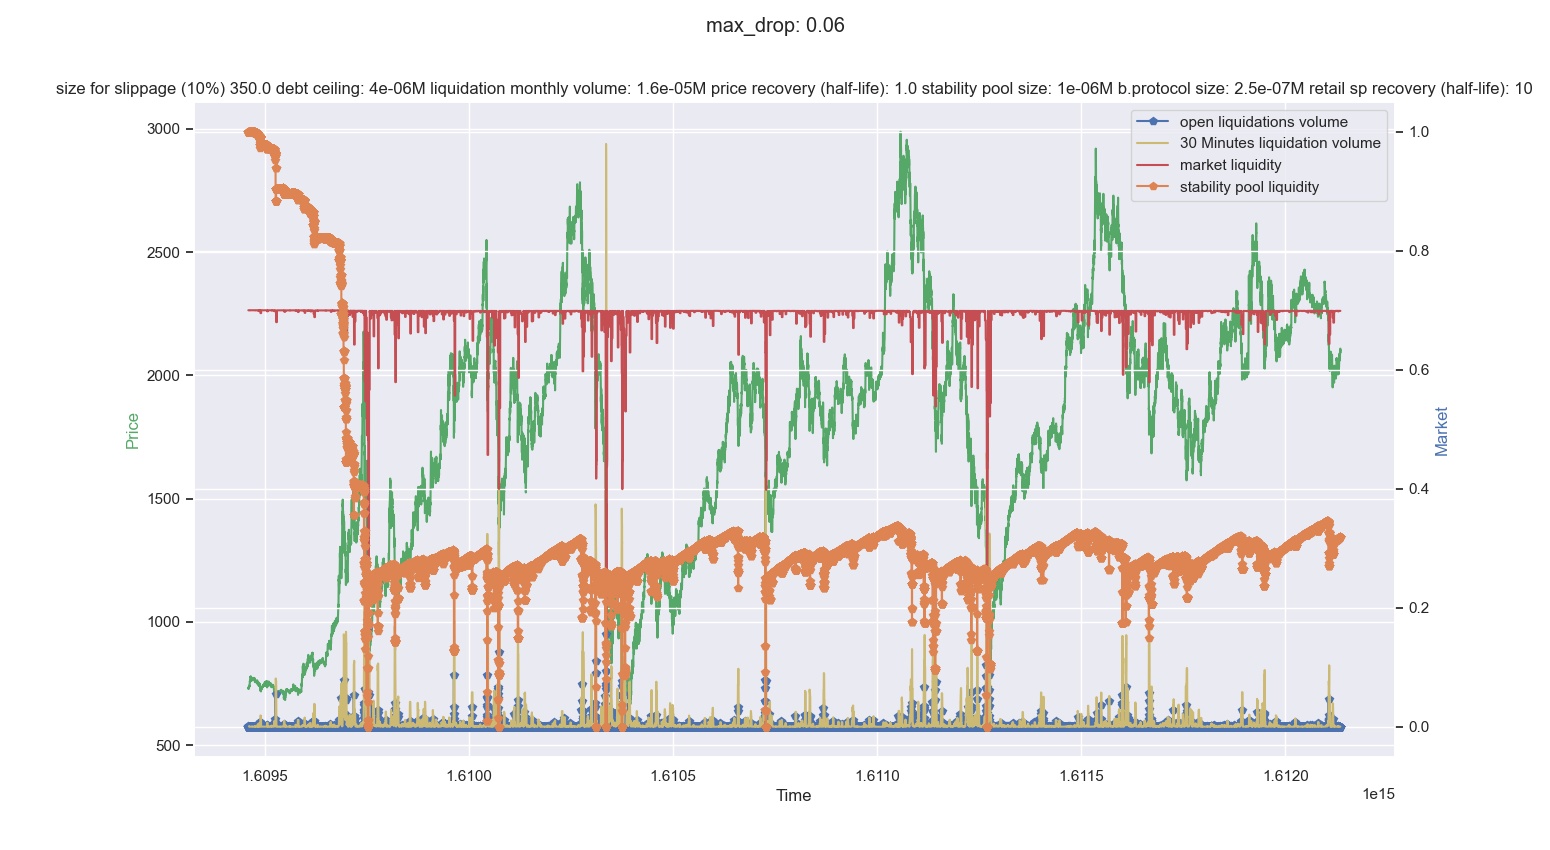 max_drop: 0.06
size for slippage (10%) 350.0 debt ceiling: 4e-06M liquidation monthly volume: 1.6e-05M price recovery (half-life): 1.0 stability pool size: 1e-06M b.protocol size: 2.5e-07M retail sp recovery (half-life): 10
open liquidations volume
30 Minutes liquidation volume
market liquidity
stability pool liquidity
3000
2500
2000
1500
1000
500
Price
1.0
0.8
0.6
0.4
0.2
0.0
Market
1.6095
1.6100
1.6105
1.6110
1.6115
1.6120
1e15
Time